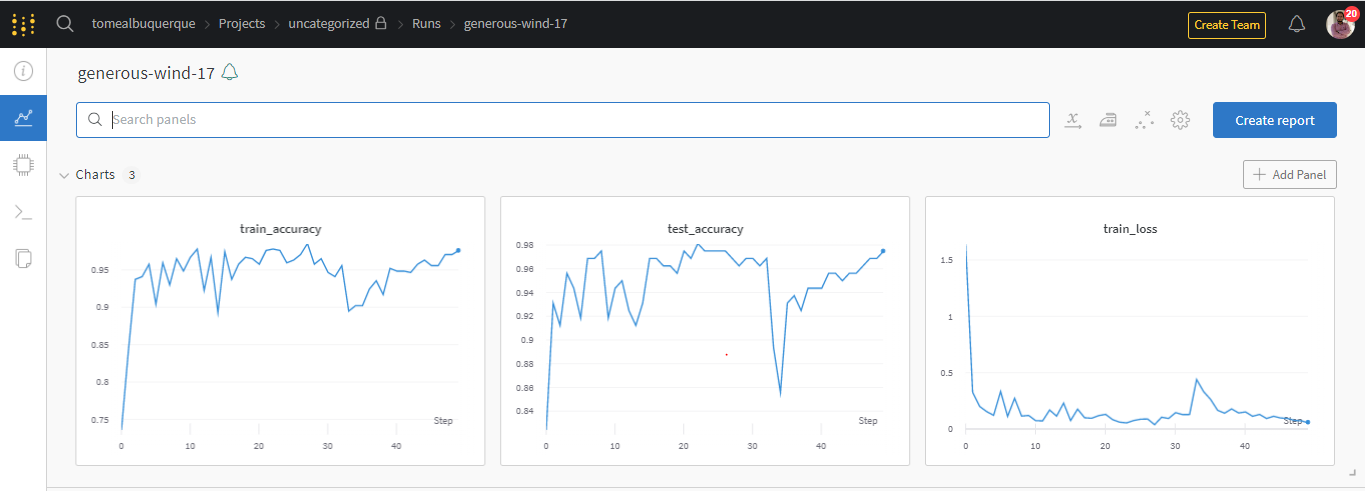 tomealbuquerque > Projects > uncategorized > Runs > generous-wind-17
Create Team
20
generous-wind-17
Search panels
Create report
Charts 3
Add Panel
train_accuracy
0.95
0.9
0.85
0.8
0.75
Step
0 10 20 30 40
test_accuracy
0.98
0.96
0.94
0.92
0.9
0.88
0.86
0.84
Step
0 10 20 30 40
train_loss
1.5
1
0.5
0
Step
0 10 20 30 40